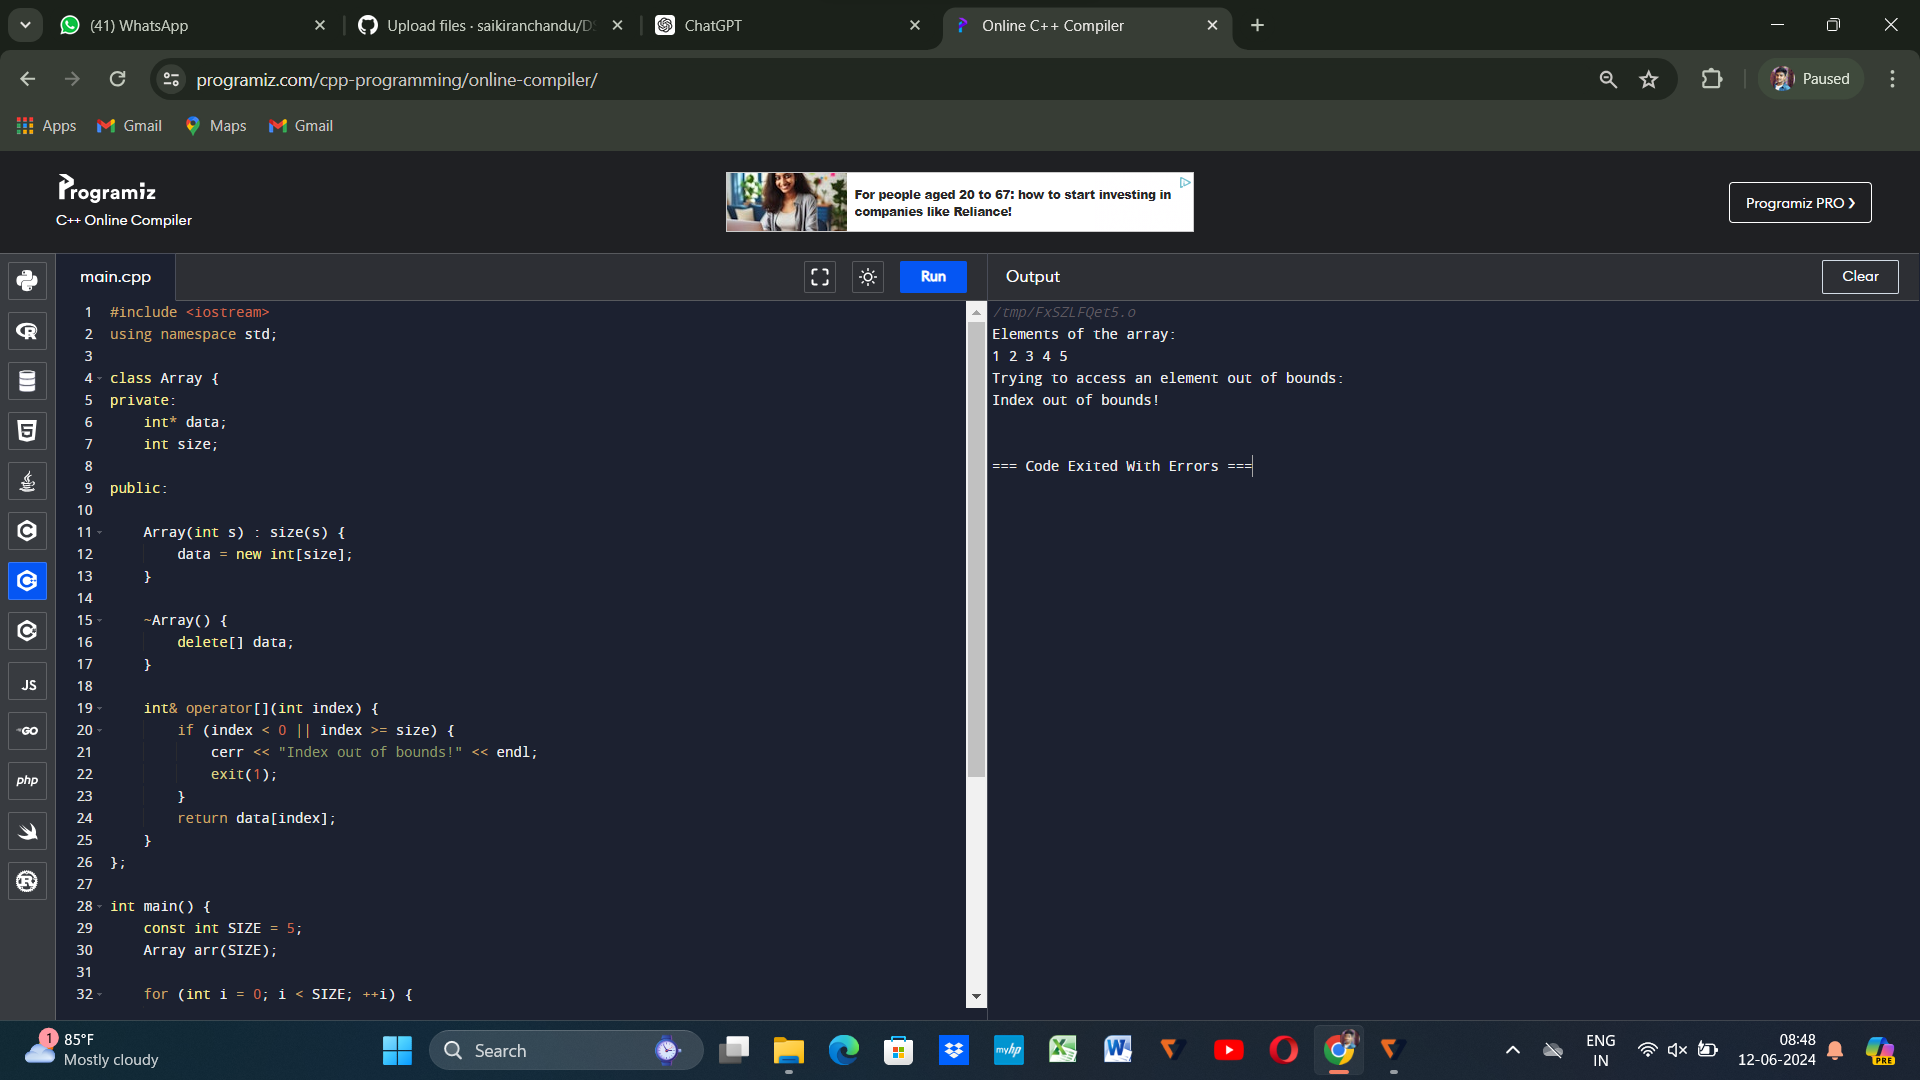 (41) WhatsApp
Upload files · saikiranchandu/DS
ChatGPT
Online C++ Compiler
programiz.com/cpp-programming/online-compiler/
Paused
Apps
Gmail
Maps
Gmail
Programiz
C++ Online Compiler
For people aged 20 to 67: how to start investing in
companies like Reliance!
Programiz PRO ›
main.cpp
Run
Output
Clear
1 #include <iostream>
2 using namespace std;
3
4 class Array {
5 private:
6     int* data;
7     int size;
8
9 public:
10
11     Array(int s) : size(s) {
12         data = new int[size];
13     }
14
15     ~Array() {
16         delete[] data;
17     }
18
19     int& operator[](int index) {
20         if (index < 0 || index >= size) {
21             cerr << "Index out of bounds!" << endl;
22             exit(1);
23         }
24         return data[index];
25     }
26 };
27
28 int main() {
29     const int SIZE = 5;
30     Array arr(SIZE);
31
32     for (int i = 0; i < SIZE; ++i) {
/tmp/FxSZLFQet5.o
Elements of the array:
1 2 3 4 5
Trying to access an element out of bounds:
Index out of bounds!
=== Code Exited With Errors ===
JS
GO
php
1
85°F
Mostly cloudy
Search
myhp
ENG
IN
08:48
12-06-2024
PRE